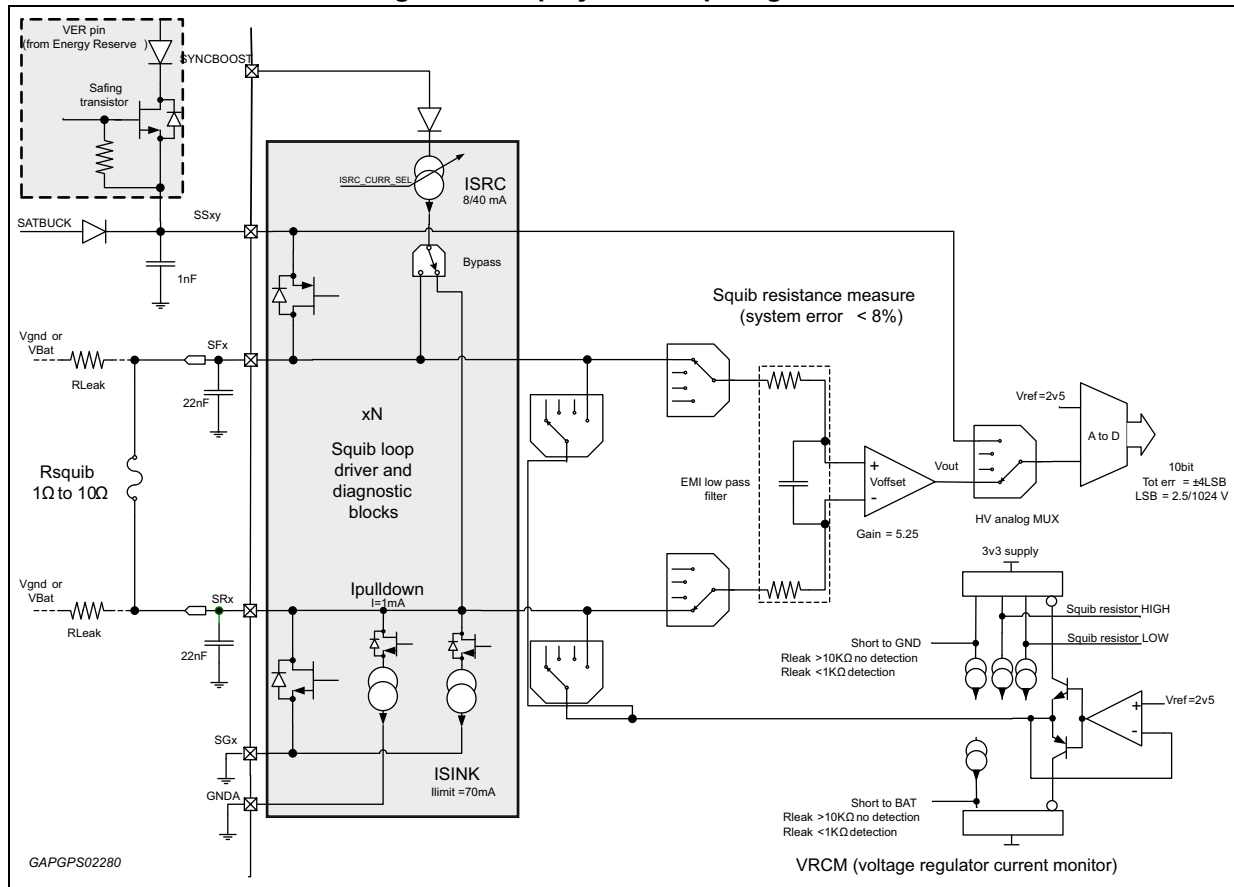 VER pin
(from Energy Reserve )
SYNCBOOST
Safing
transistor
ISRC_CURR_SEL
ISRC
8/40 mA
SATBUCK
SSxy
Bypass
1nF
Squib resistance measure
(system error < 8%)
Vgnd or
VBat
SFx
RLeak
22nF
xN
Vref=2v5
A to D
Rsquib
1Ω to 10Ω
Squib loop
driver and
diagnostic
blocks
EMI low pass
filter
Voffset
Vout
10bit
Tot err = ±4LSB
LSB = 2.5/1024 V
Gain = 5.25
HV analog MUX
3v3 supply
Vgnd or
VBat
SRx
Ipulldown
I=1mA
RLeak
22nF
Squib resistor HIGH
Short to GND
Squib resistor LOW
Rleak >10KΩ no detection
Rleak <1KΩ detection
Vref=2v5
SGx
ISINK
Ilimit =70mA
GNDA
Short to BAT
Rleak >10KΩ no detection
Rleak <1KΩ detection
GAPGPS02280
VRCM (voltage regulator current monitor)